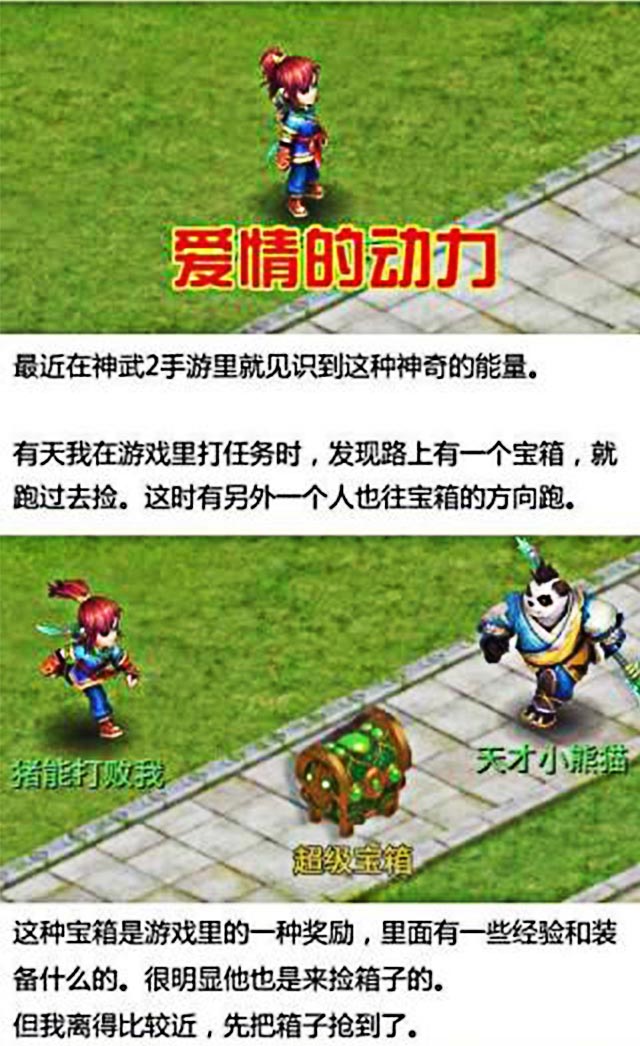 爱情的动力
最近在神武2手游里就见识到这种神奇的能量。
有天我在游戏里打任务时，发现路上有一个宝箱，就
跑过去捡。这时有另外一个人也往宝箱的方向跑。
猪能打败我
天才小熊猫
超级宝箱
这种宝箱是游戏里的一种奖励，里面有一些经验和装
备什么的。很明显他也是来捡箱子的。
但我离得比较近，先把箱子抢到了。